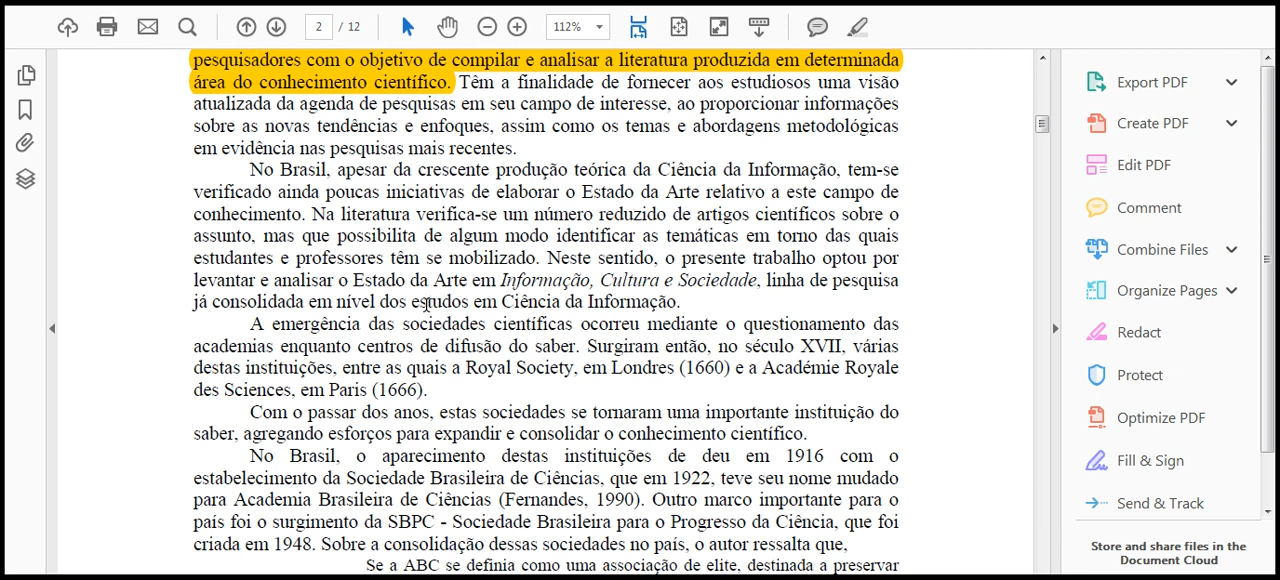 2 / 12
112%
pesquisadores com o objetivo de compilar e analisar a literatura produzida em determinada
área do conhecimento científico. Têm a finalidade de fornecer aos estudiosos uma visão
atualizada da agenda de pesquisas em seu campo de interesse, ao proporcionar informações
sobre as novas tendências e enfoques, assim como os temas e abordagens metodológicas
em evidência nas pesquisas mais recentes.
No Brasil, apesar da crescente produção teórica da Ciência da Informação, tem-se
verificado ainda poucas iniciativas de elaborar o Estado da Arte relativo a este campo de
conhecimento. Na literatura verifica-se um número reduzido de artigos científicos sobre o
assunto, mas que possibilita de algum modo identificar as temáticas em torno das quais
estudantes e professores têm se mobilizado. Neste sentido, o presente trabalho optou por
levantar e analisar o Estado da Arte em Informação, Cultura e Sociedade, linha de pesquisa
já consolidada em nível dos estudos em Ciência da Informação.
A emergência das sociedades científicas ocorreu mediante o questionamento das
academias enquanto centros de difusão do saber. Surgiram então, no século XVII, várias
destas instituições, entre as quais a Royal Society, em Londres (1660) e a Académie Royale
des Sciences, em Paris (1666).
Com o passar dos anos, estas sociedades se tornaram uma importante instituição do
saber, agregando esforços para expandir e consolidar o conhecimento científico.
No Brasil, o aparecimento destas instituições de deu em 1916 com o
estabelecimento da Sociedade Brasileira de Ciências, que em 1922, teve seu nome mudado
para Academia Brasileira de Ciências (Fernandes, 1990). Outro marco importante para o
país foi o surgimento da SBPC - Sociedade Brasileira para o Progresso da Ciência, que foi
criada em 1948. Sobre a consolidação dessas sociedades no país, o autor ressalta que,
Se a ABC se definia como uma associação de elite, destinada a preservar
Export PDF
Create PDF
Edit PDF
Comment
Combine Files
Organize Pages
Redact
Protect
Optimize PDF
Fill & Sign
Send & Track
Store and share files in the
Document Cloud